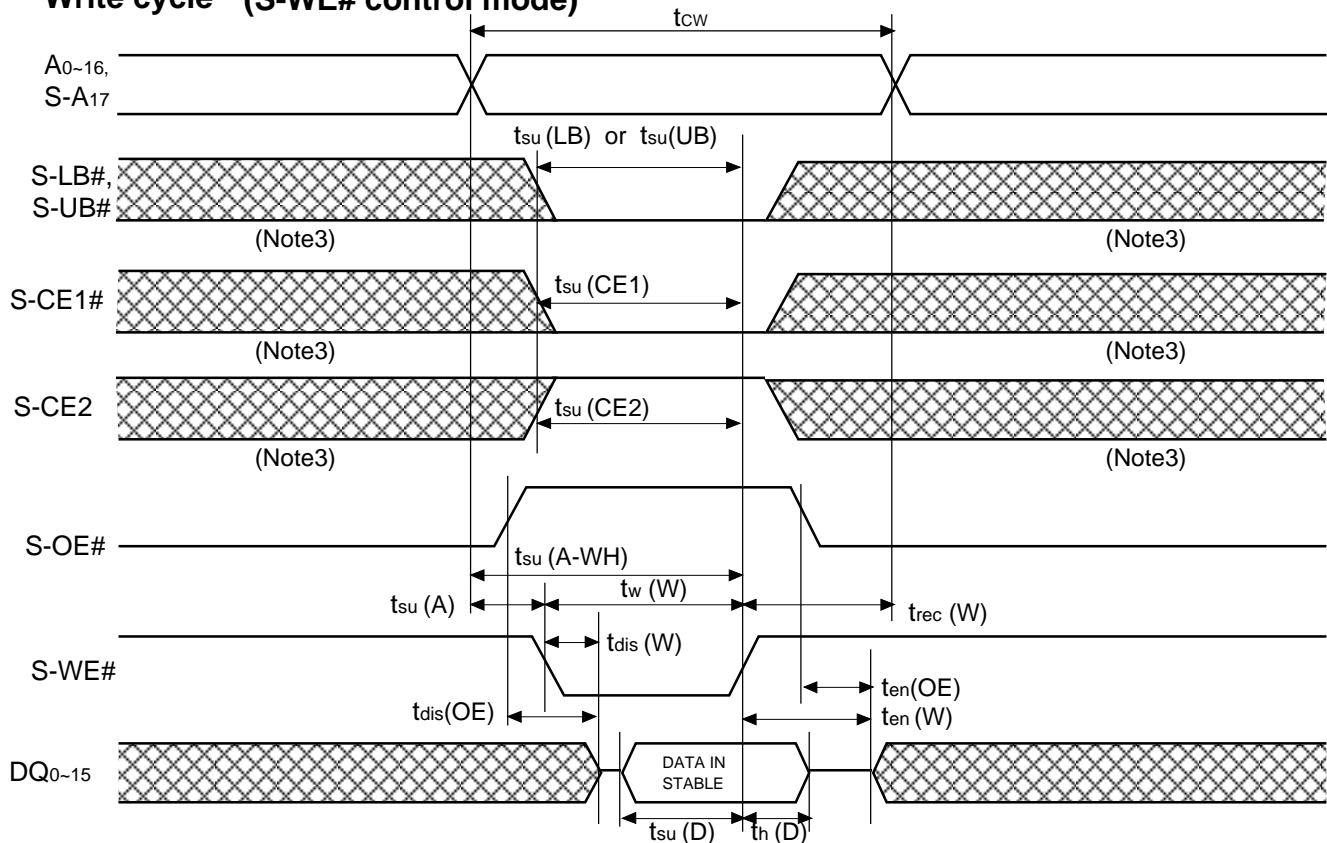 Write cycle (S-WE# control mode)
tCW
A0~16,
S-A17
tsu (LB) or tsu(UB)
S-LB#,
S-UB#
(Note3) (Note3)
S-CE1#
tsu (CE1)
(Note3) (Note3)
S-CE2
tsu (CE2)
(Note3) (Note3)
S-OE#
tsu (A-WH)
tsu (A) tw (W) trec (W)
S-WE#
tdis (W)
tdis(OE) ten(OE)
ten (W)
DQ0~15
DATA IN
STABLE
tsu (D) th (D)